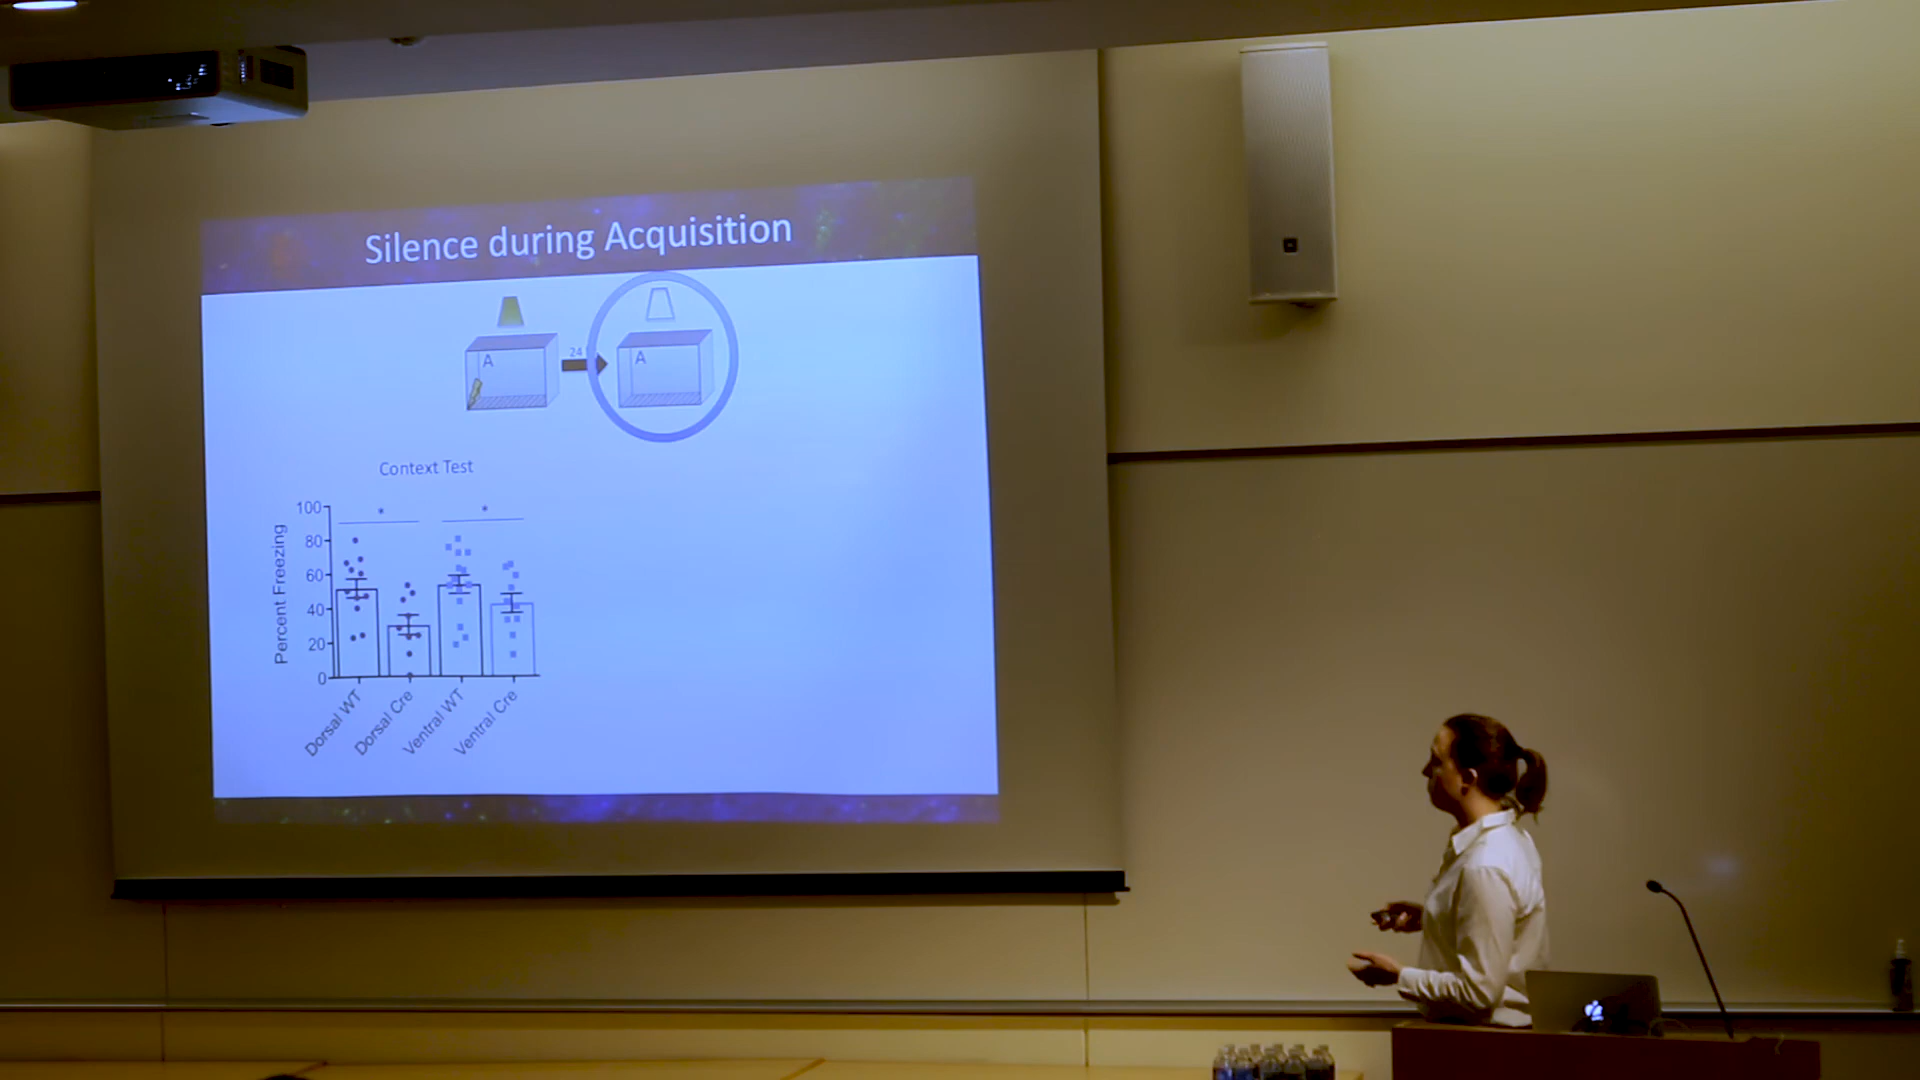 Silence during Acquisition
A
24
A
Context Test
Percent Freezing
100
80
60
40
20
0
* *
Dorsal WT
Dorsal Cre
Ventral WT
Ventral Cre